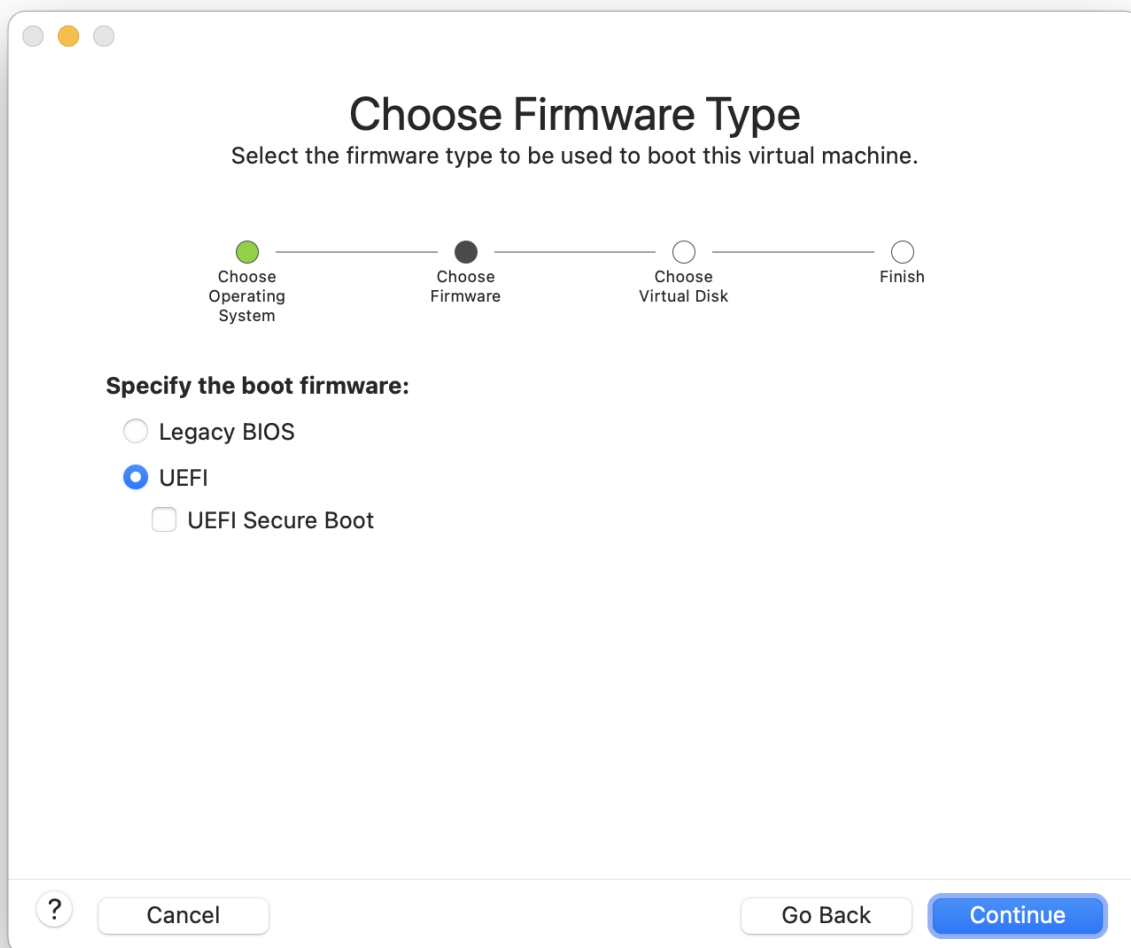 Choose Firmware Type
Select the firmware type to be used to boot this virtual machine.
Choose
Operating
System
Choose
Firmware
Choose
Virtual Disk
Finish
Specify the boot firmware:
Legacy BIOS
UEFI
UEFI Secure Boot
?
Cancel
Go Back
Continue